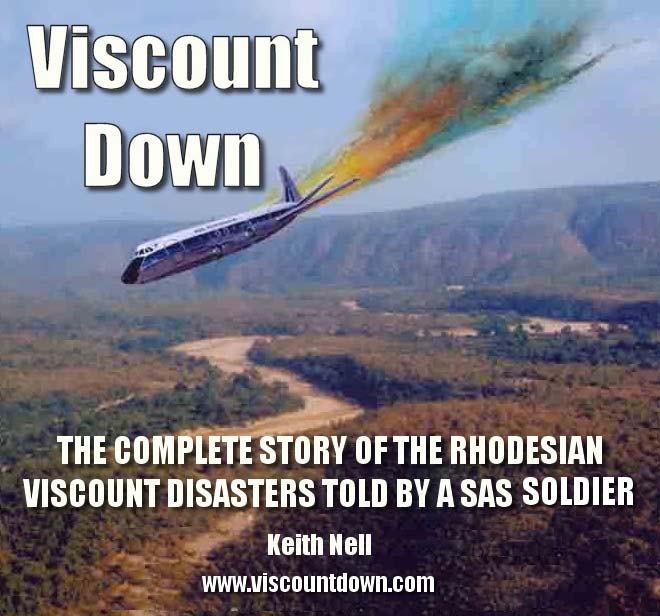 Viscount
Down
THE COMPLETE STORY OF THE RHODESIAN
VISCOUNT DISASTERS TOLD BY A SAS SOLDIER
Keith Nell
www.viscountdown.com